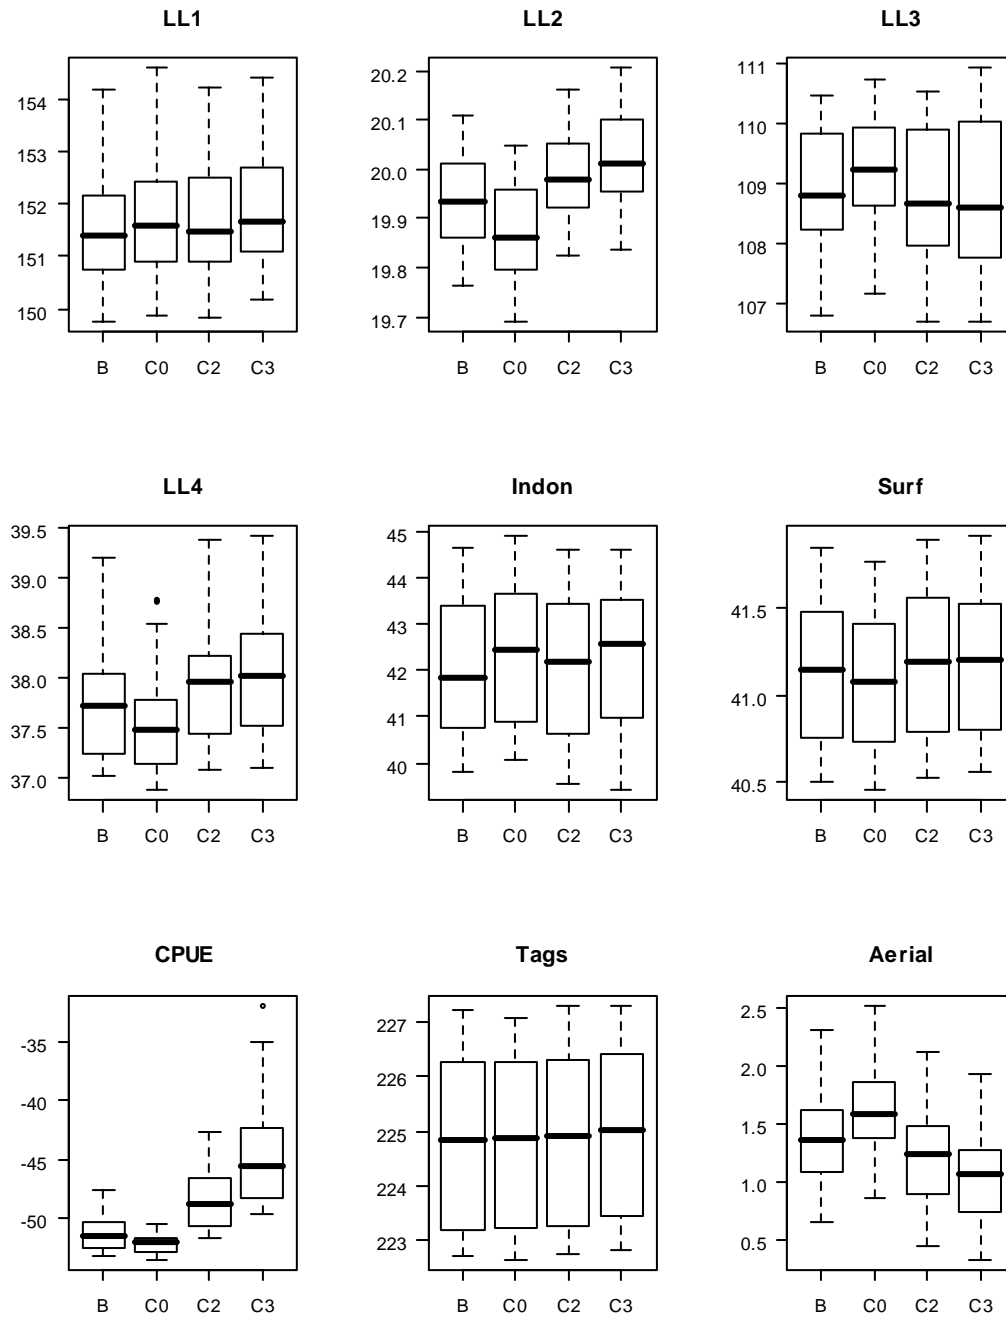 LL1
154
153
152
151
150
B C0 C2 C3
LL2
20.2
20.1
20.0
19.9
19.8
19.7
B C0 C2 C3
LL3
111
110
109
108
107
B C0 C2 C3
LL4
39.5
39.0
38.5
38.0
37.5
37.0
B C0 C2 C3
Indon
45
44
43
42
41
40
B C0 C2 C3
Surf
41.5
41.0
40.5
B C0 C2 C3
CPUE
-35
-40
-45
-50
B C0 C2 C3
Tags
227
226
225
224
223
B C0 C2 C3
Aerial
2.5
2.0
1.5
1.0
0.5
B C0 C2 C3